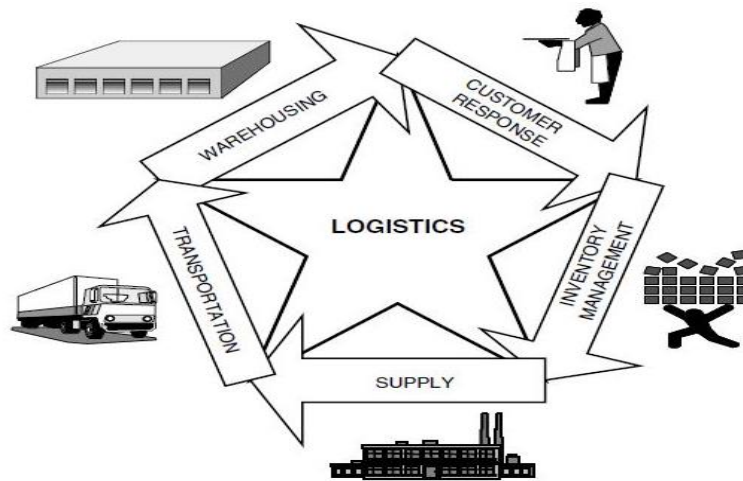 WAREHOUSING
CUSTOMER
RESPONSE
LOGISTICS
TRANSPORTATION
INVENTORY
MANAGEMENT
SUPPLY